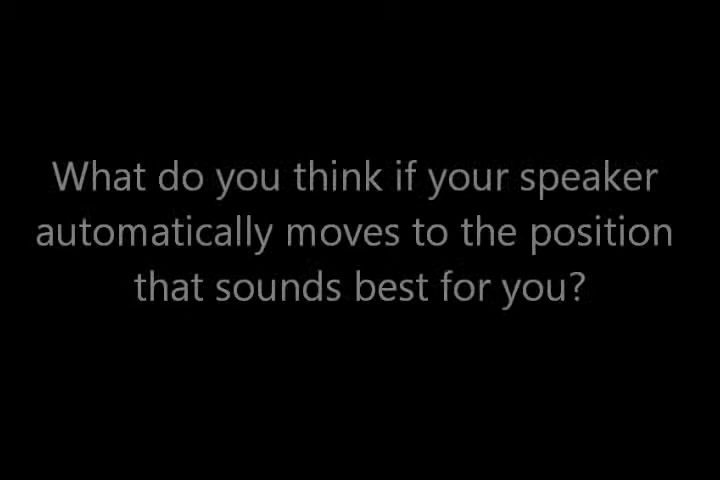 What do you think if your speaker
automatically moves to the position
that sounds best for you?